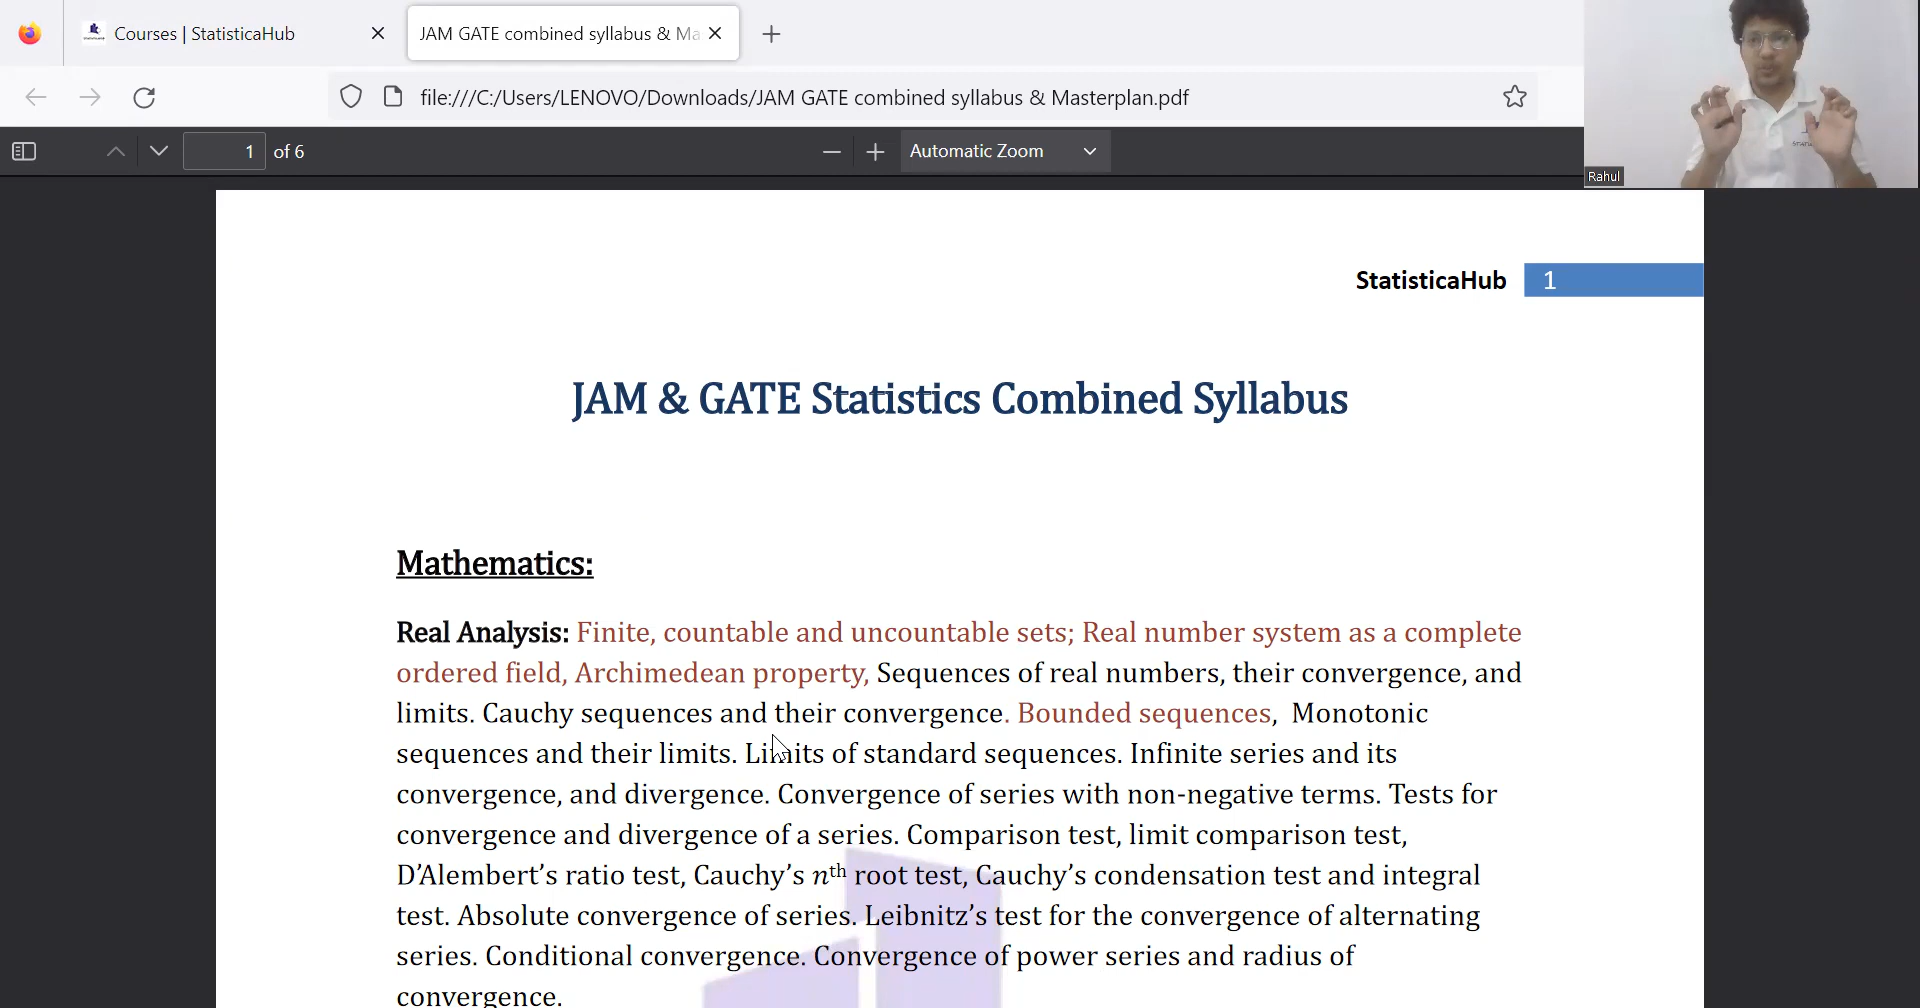 Courses | StatisticaHub
JAM GATE combined syllabus & Ma
file:///C:/Users/LENOVO/Downloads/JAM GATE combined syllabus & Masterplan.pdf
1 of 6
Automatic Zoom
Rahul
StatisticaHub 1
JAM & GATE Statistics Combined Syllabus
Mathematics:
Real Analysis: Finite, countable and uncountable sets; Real number system as a complete
ordered field, Archimedean property, Sequences of real numbers, their convergence, and
limits. Cauchy sequences and their convergence. Bounded sequences, Monotonic
sequences and their limits. Limits of standard sequences. Infinite series and its
convergence, and divergence. Convergence of series with non-negative terms. Tests for
convergence and divergence of a series. Comparison test, limit comparison test,
D’Alembert’s ratio test, Cauchy’s nth root test, Cauchy’s condensation test and integral
test. Absolute convergence of series. Leibnitz’s test for the convergence of alternating
series. Conditional convergence. Convergence of power series and radius of
convergence.